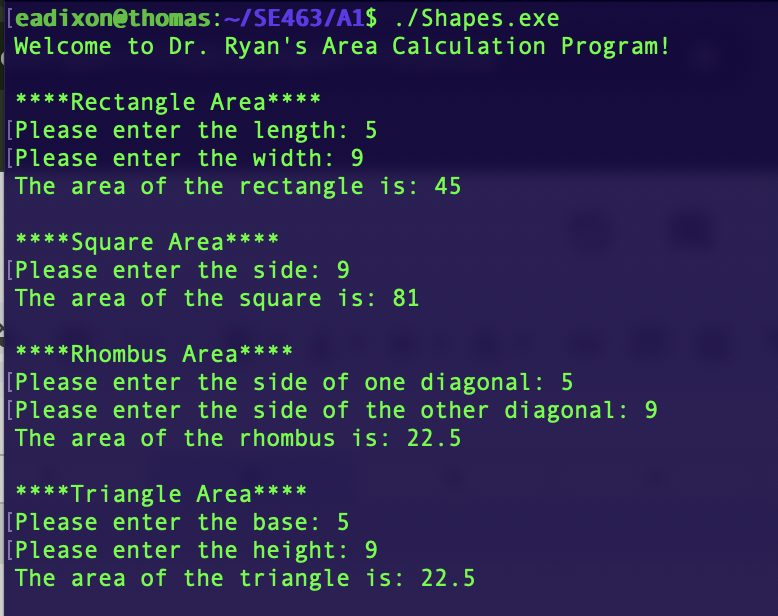 [eadixon@thomas:~/SE463/A1$ ./Shapes.exe
Welcome to Dr. Ryan's Area Calculation Program!
****Rectangle Area****
[Please enter the length: 5
[Please enter the width: 9
The area of the rectangle is: 45
****Square Area****
[Please enter the side: 9
The area of the square is: 81
****Rhombus Area****
[Please enter the side of one diagonal: 5
[Please enter the side of the other diagonal: 9
The area of the rhombus is: 22.5
****Triangle Area****
[Please enter the base: 5
[Please enter the height: 9
The area of the triangle is: 22.5